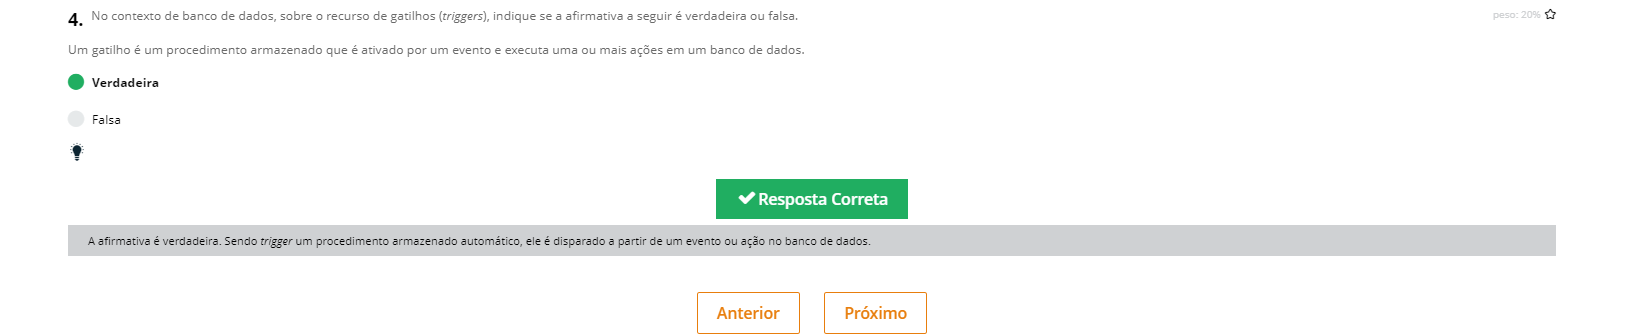 4. No contexto de banco de dados, sobre o recurso de gatilhos (triggers), indique se a afirmativa a seguir é verdadeira ou falsa.
peso: 20%
Um gatilho é um procedimento armazenado que é ativado por um evento e executa uma ou mais ações em um banco de dados.
Verdadeira
Falsa
Resposta Correta
A afirmativa é verdadeira. Sendo trigger um procedimento armazenado automático, ele é disparado a partir de um evento ou ação no banco de dados.
Anterior Próximo